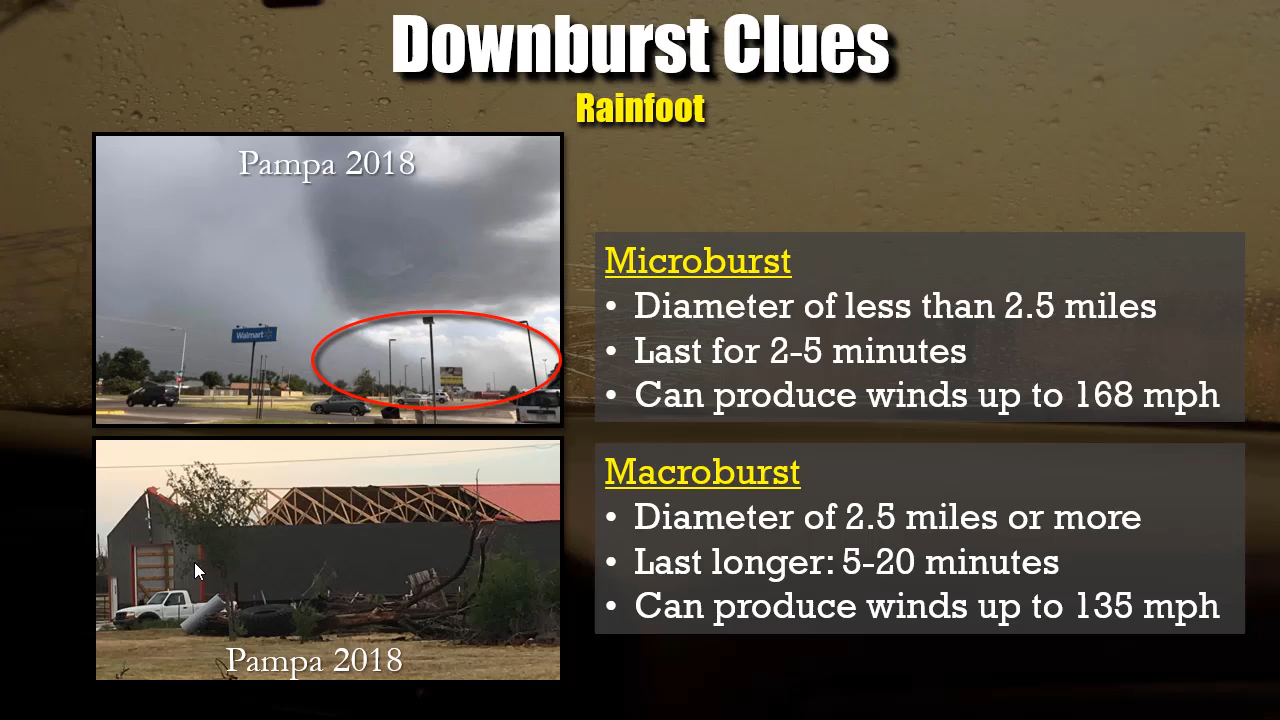 Downburst Clues
Rainfoot
Pampa 2018
Walmart
Microburst
• Diameter of less than 2.5 miles
• Last for 2-5 minutes
• Can produce winds up to 168 mph
Macroburst
• Diameter of 2.5 miles or more
• Last longer: 5-20 minutes
• Can produce winds up to 135 mph
Pampa 2018